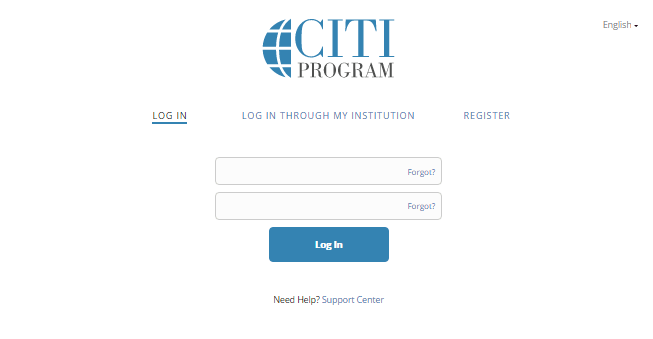 English
CITI
PROGRAM
LOG IN
LOG IN THROUGH MY INSTITUTION
REGISTER
Forgot?
Forgot?
Log In
Need Help? Support Center